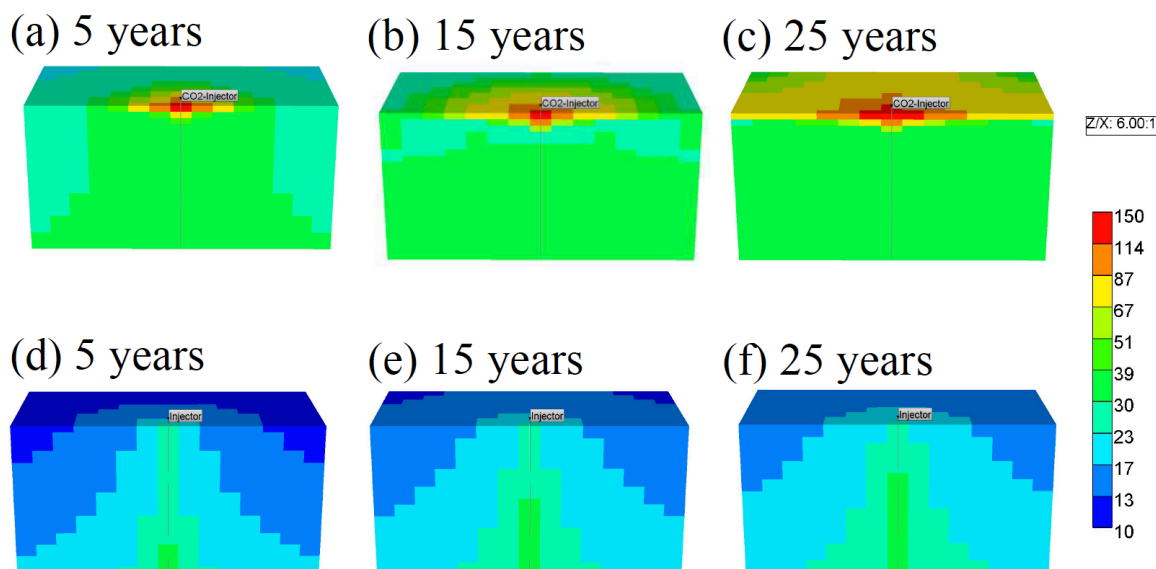 (a) 5 years
(b) 15 years
(c) 25 years
CO2-Injector
CO2-Injector
CO2-Injector
Z/X: 6.00:1
150
114
87
67
51
39
30
23
17
13
10
(d) 5 years
(e) 15 years
(f) 25 years
Injector
Injector
Injector